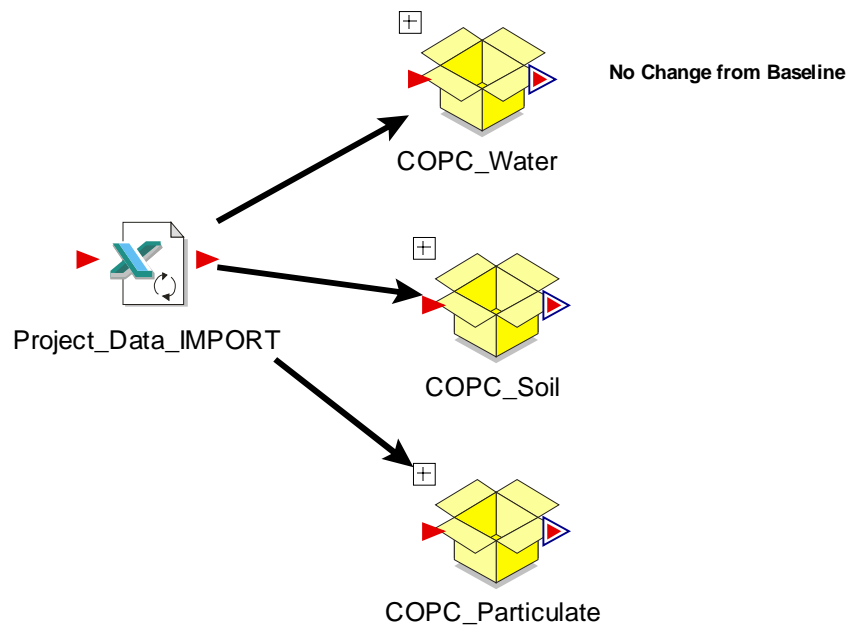 No Change from Baseline
COPC_Water
Project_Data_IMPORT
COPC_Soil
COPC_Particulate